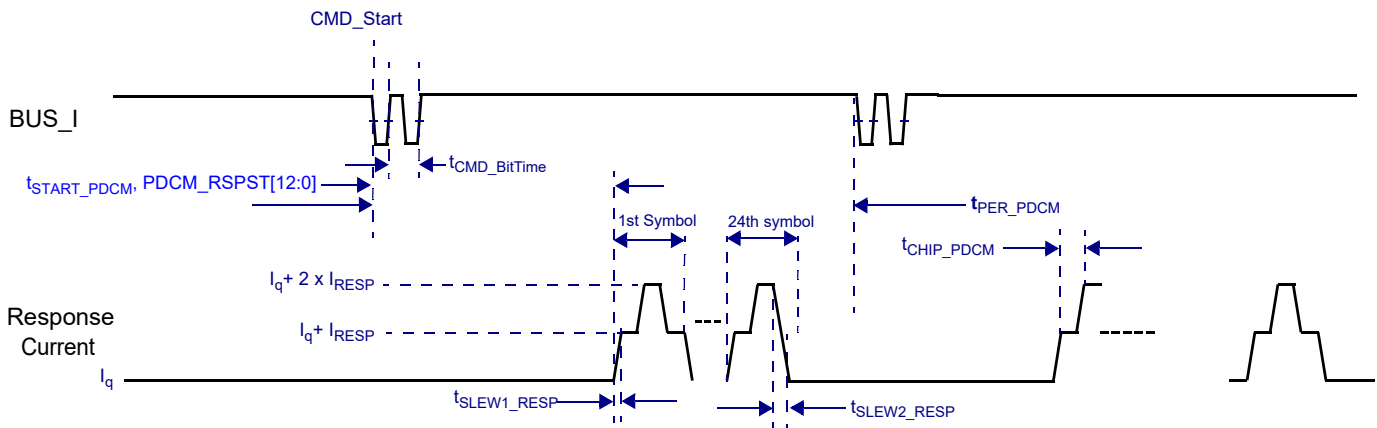 CMD_Start
BUS_I
tCMD_BitTime
tSTART_PDCM, PDCM_RSPST[12:0]
1st Symbol
24th symbol
tPER_PDCM
tCHIP_PDCM
Iq+ 2 x IRESP
Iq+ IRESP
Response
Current
Iq
tSLEW1_RESP
tSLEW2_RESP